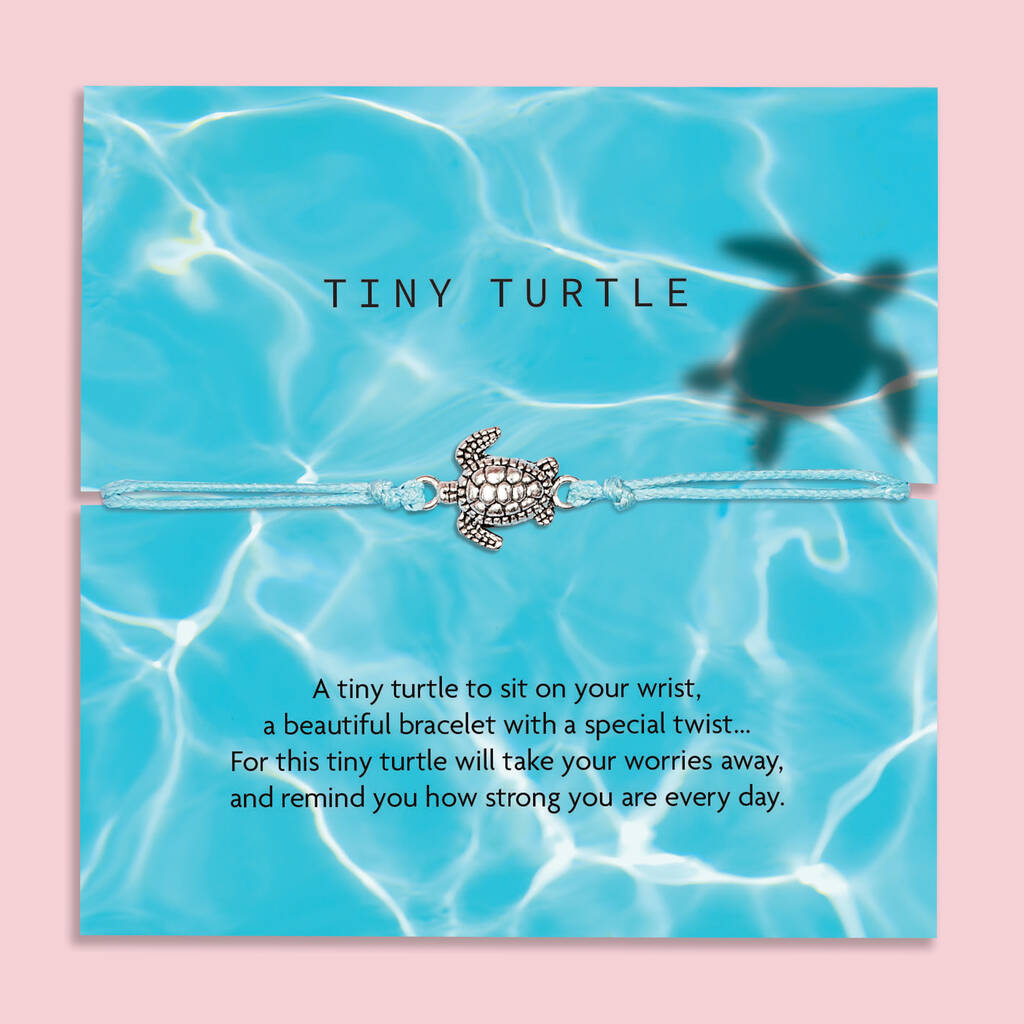 TINY TURTLE
A tiny turtle to sit on your wrist,
a beautiful bracelet with a special twist...
For this tiny turtle will take your worries away,
and remind you how strong you are every day.